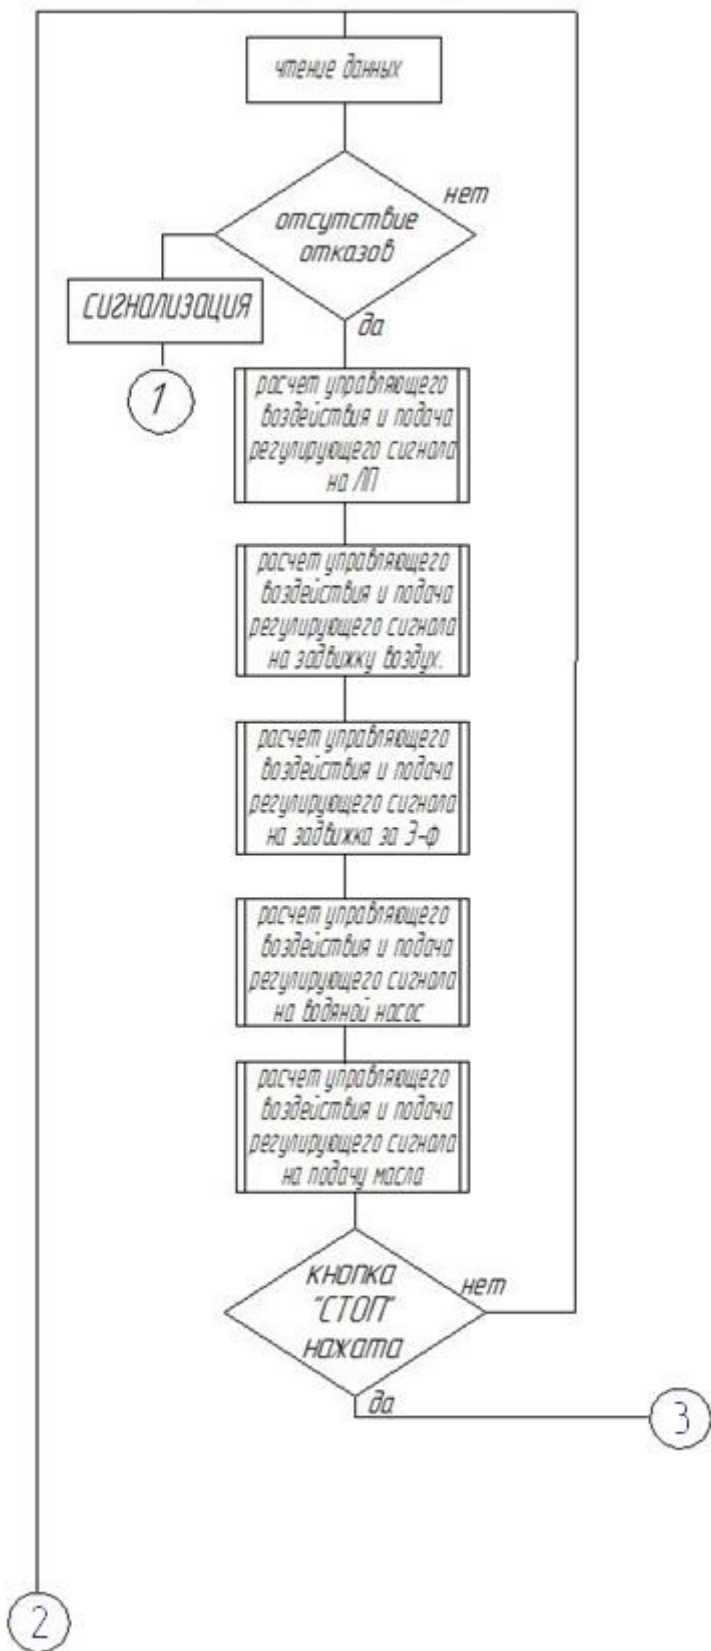 чтение данных
отсутствие
отказов
нет
сигнализация
да
1
расчет управляющего
воздействия и подача
регулирующего сигнала
на ЛП
расчет управляющего
воздействия и подача
регулирующего сигнала
на задвижку воздух.
расчет управляющего
воздействия и подача
регулирующего сигнала
на задвижка за Э-ф
расчет управляющего
воздействия и подача
регулирующего сигнала
на водяной насос
расчет управляющего
воздействия и подача
регулирующего сигнала
на подачу масла
кнопка
"СТОП"
нажата
нет
да
3
2